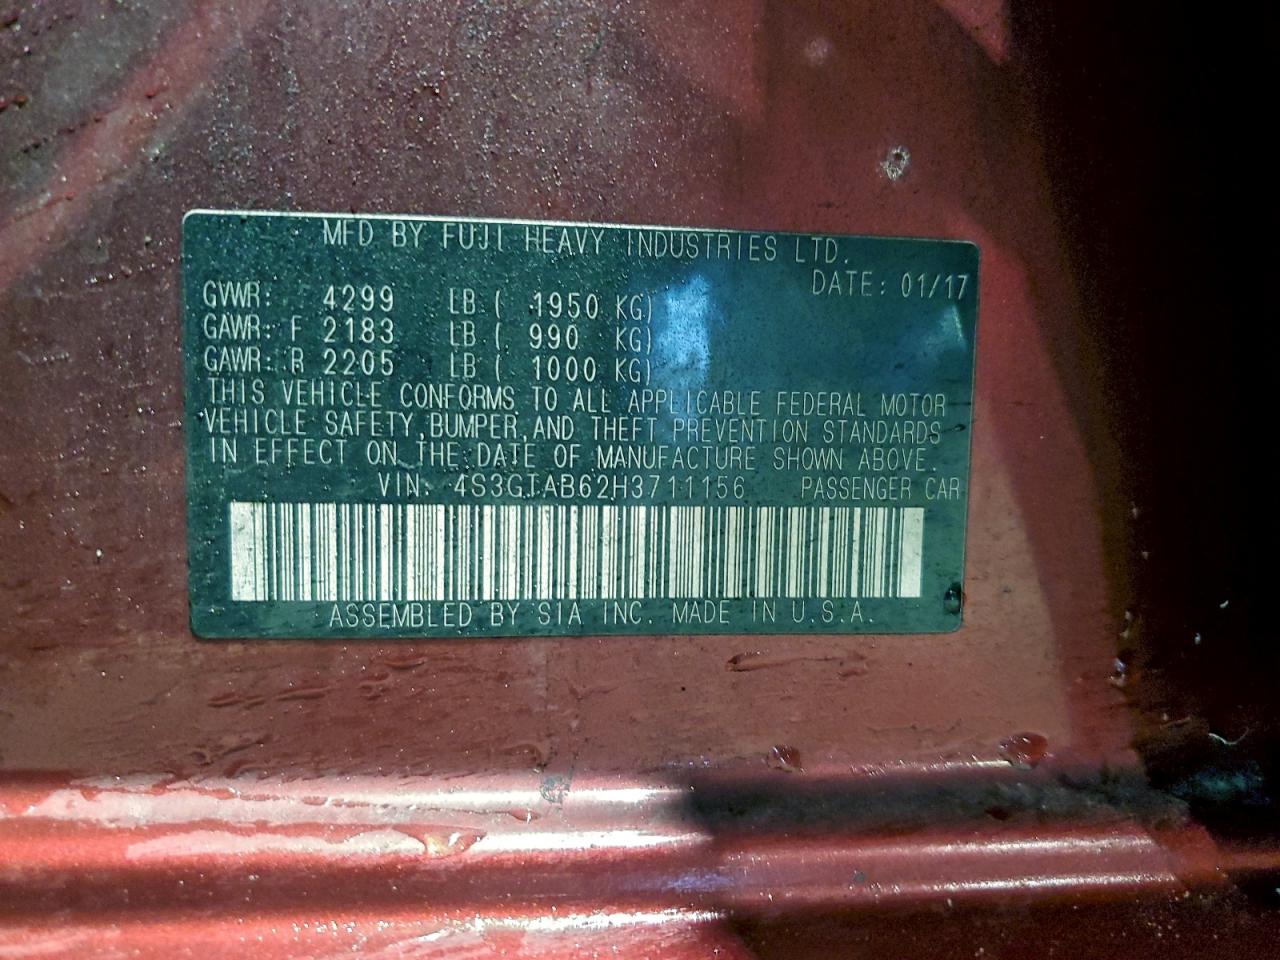 MFD BY FUJI HEAVY INDUSTRIES LTD.
DATE: 01/17
GVWR: 4299 LB ( 1950 KG)
GAWR: F 2183 LB ( 990 KG)
GAWR: R 2205 LB ( 1000 KG)
THIS VEHICLE CONFORMS TO ALL APPLICABLE FEDERAL MOTOR
VEHICLE SAFETY, BUMPER, AND THEFT PREVENTION STANDARDS
IN EFFECT ON THE DATE OF MANUFACTURE SHOWN ABOVE.
VIN: 4S3GTAB62H3711156 PASSENGER CAR
ASSEMBLED BY SIA INC. MADE IN U.S.A.